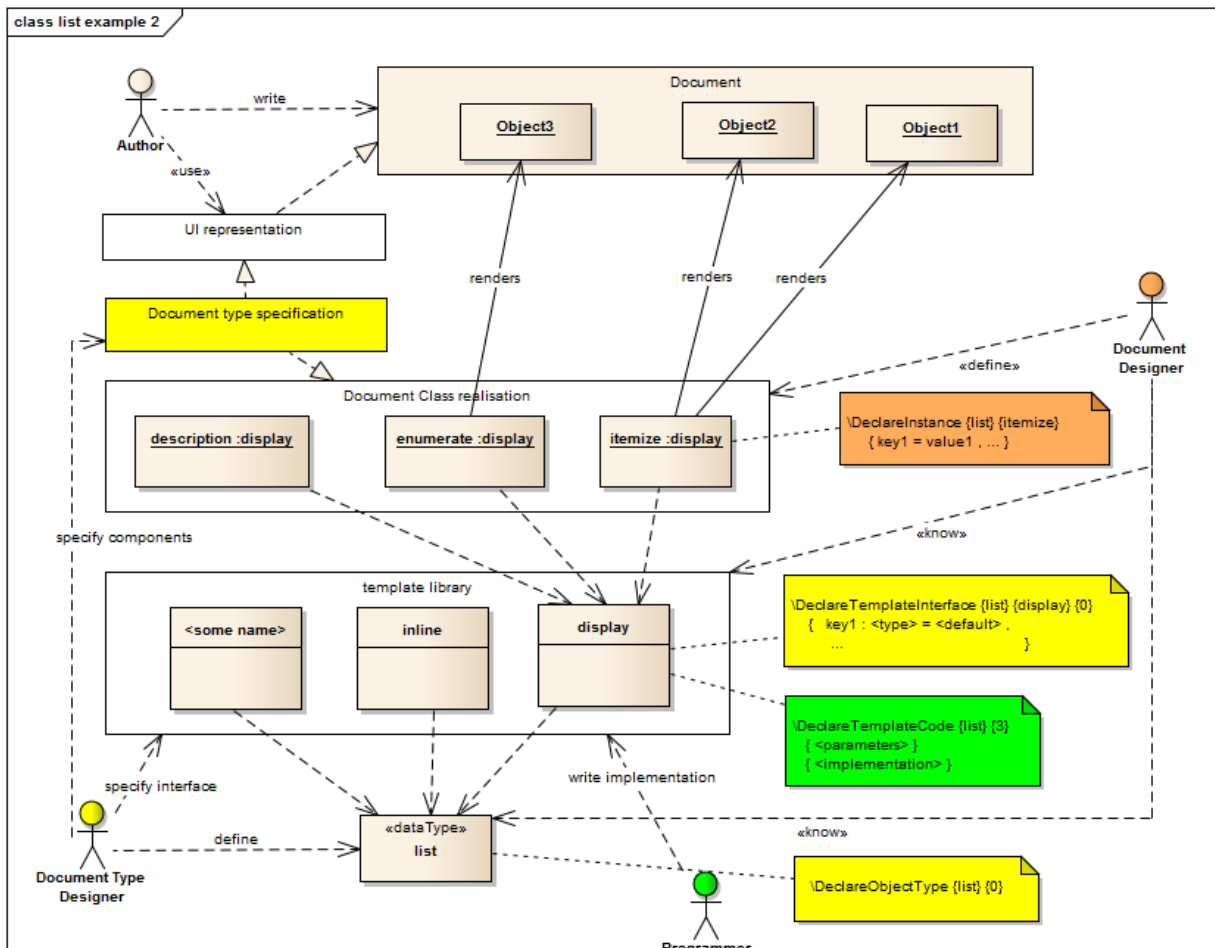 class list example 2
Document
write
Object3
Object2
Object1
Author
«use»
UI representation
renders
renders
renders
Document type specification
Document
Designer
«define»
Document Class realisation
\DeclareInstance {list} {itemize}
{ key1 = value1 , ... }
description :display
enumerate :display
itemize :display
specify components
«know»
template library
\DeclareTemplateInterface {list} {display} {0}
{ key1 : <type> = <default> ,
... }
<some name>
inline
display
\DeclareTemplateCode {list} {3}
{ <parameters> }
{ <implementation> }
specify interface
write implementation
«dataType»
list
define
«know»
Document Type
Designer
\DeclareObjectType {list} {0}
Programmer